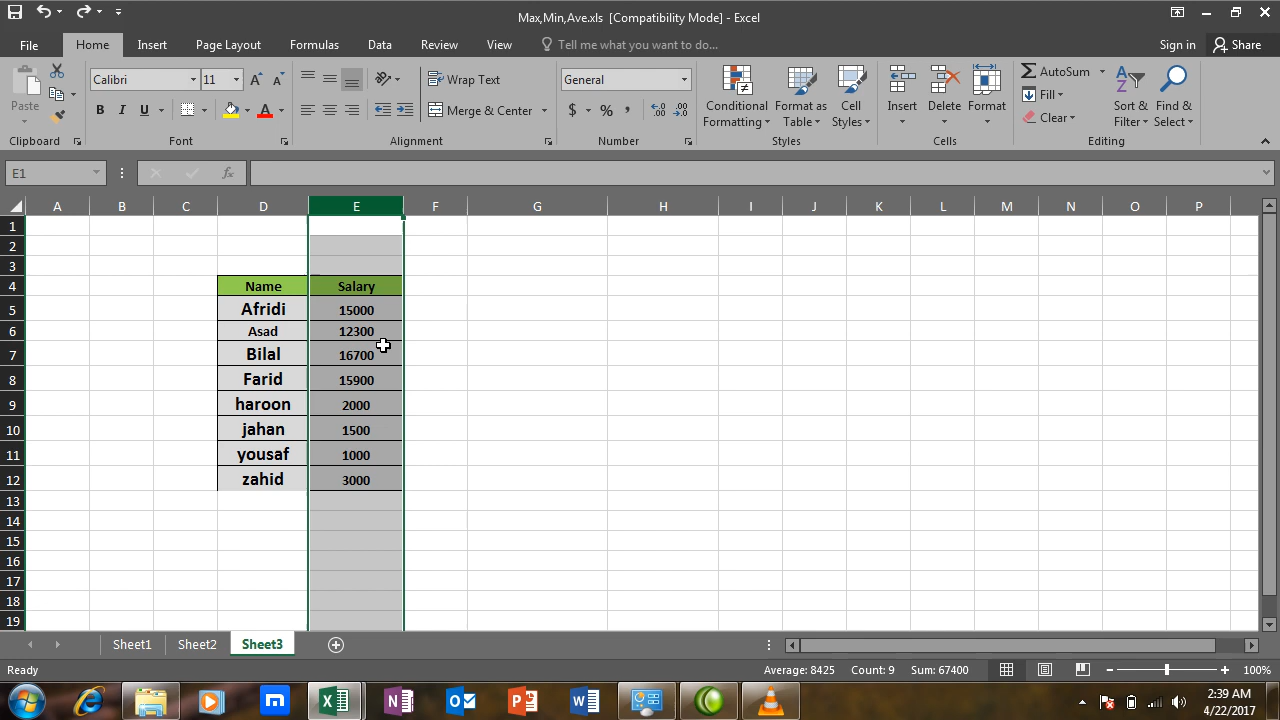 Max,Min,Ave.xls [Compatibility Mode] - Excel
File Home Insert Page Layout Formulas Data Review View Tell me what you want to do... Sign in Share
Paste
Calibri 11 A A
B I U A
Wrap Text
Merge & Center
General
$ % , .00 .00
Conditional Formatting
Format as Table
Cell Styles
Insert
Delete
Format
AutoSum
Fill
Clear
Sort & Filter
Find & Select
Clipboard Font Alignment Number Styles Cells Editing
E1 fx
A B C D E F G H I J K L M N O P
1
2
3
4 Name Salary
5 Afridi 15000
6 Asad 12300
7 Bilal 16700
8 Farid 15900
9 haroon 2000
10 jahan 1500
11 yousaf 1000
12 zahid 3000
13
14
15
16
17
18
19
Sheet1 Sheet2 Sheet3
Ready Average: 8425 Count: 9 Sum: 67400 100%
2:39 AM
4/22/2017